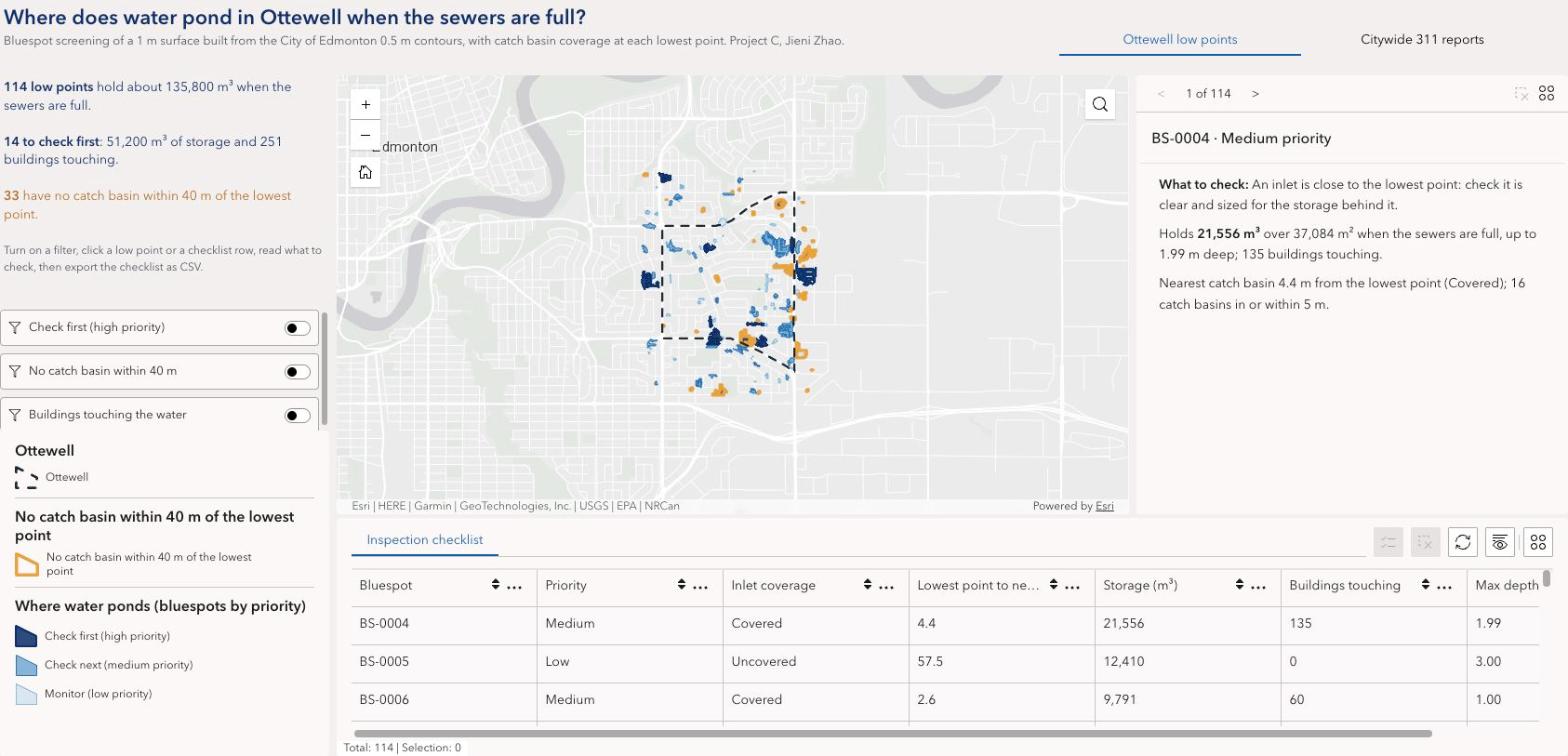 Where does water pond in Ottewell when the sewers are full?
Bluespot screening of a 1 m surface built from the City of Edmonton 0.5 m contours, with catch basin coverage at each lowest point. Project C, Jieni Zhao.
Ottewell low points
Citywide 311 reports
114 low points hold about 135,800 m³ when the
sewers are full.
14 to check first: 51,200 m³ of storage and 251
buildings touching.
33 have no catch basin within 40 m of the lowest
point.
Turn on a filter, click a low point or a checklist row, read what to
check, then export the checklist as CSV.
Check first (high priority)
No catch basin within 40 m
Buildings touching the water
Ottewell
Ottewell
No catch basin within 40 m of the lowest
point
No catch basin within 40 m of the lowest
point
Where water ponds (bluespots by priority)
Check first (high priority)
Check next (medium priority)
Monitor (low priority)
+
−
dmonton
Esri | HERE | Garmin | GeoTechnologies, Inc. | USGS | EPA | NRCan
Powered by Esri
< 1 of 114 >
BS-0004 · Medium priority
What to check: An inlet is close to the lowest point: check it is
clear and sized for the storage behind it.
Holds 21,556 m³ over 37,084 m² when the sewers are full, up to
1.99 m deep; 135 buildings touching.
Nearest catch basin 4.4 m from the lowest point (Covered); 16
catch basins in or within 5 m.
Inspection checklist
Bluespot ... Priority ... Inlet coverage ... Lowest point to ne... ... Storage (m³) ... Buildings touching ... Max depth
BS-0004 Medium Covered 4.4 21,556 135 1.99
BS-0005 Low Uncovered 57.5 12,410 0 3.00
BS-0006 Medium Covered 2.6 9,791 60 1.00
Total: 114 | Selection: 0